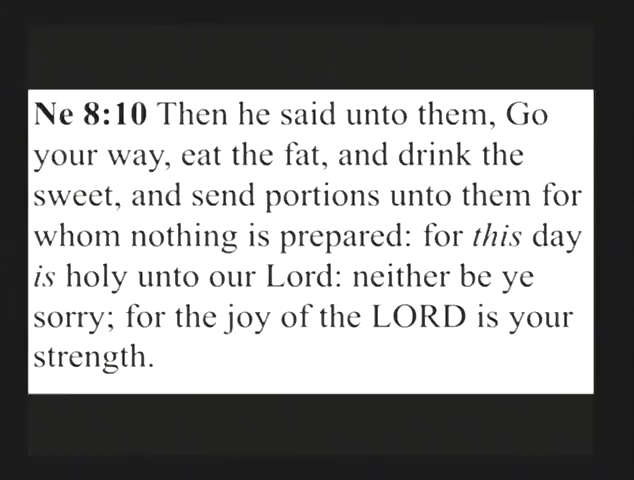 Ne 8:10 Then he said unto them, Go
your way, eat the fat, and drink the
sweet, and send portions unto them for
whom nothing is prepared: for this day
is holy unto our Lord: neither be ye
sorry; for the joy of the LORD is your
strength.